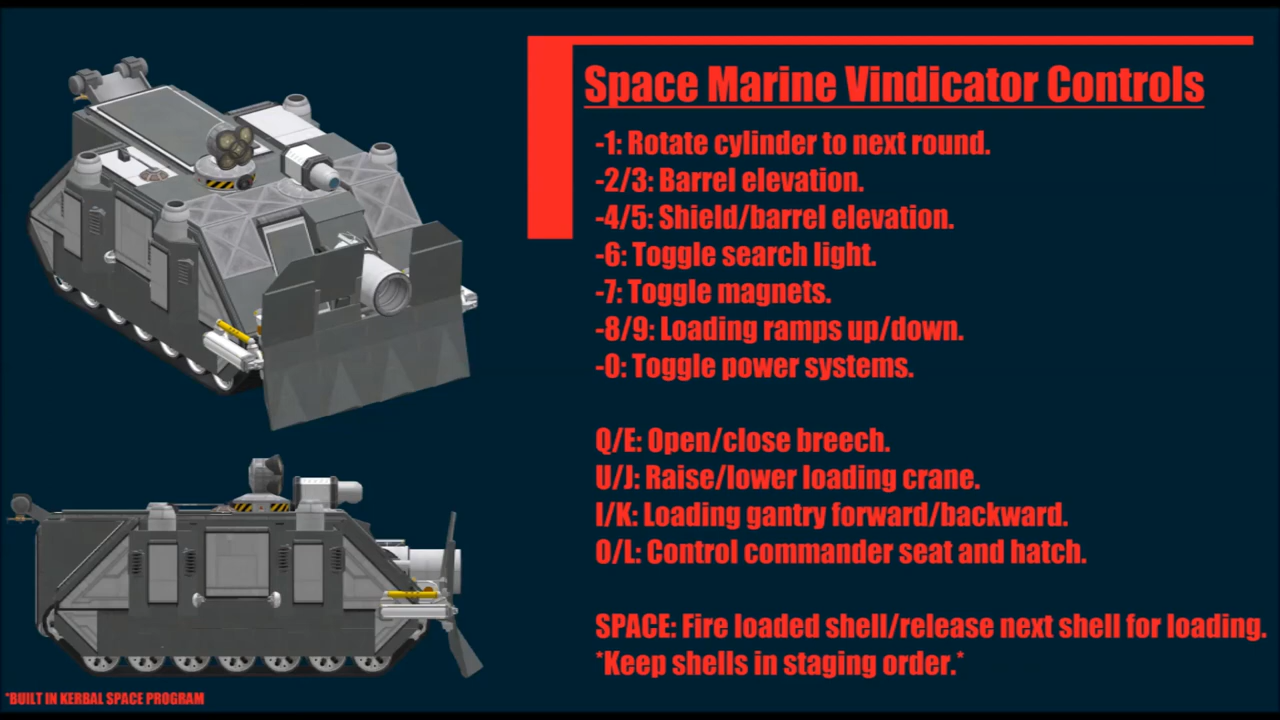 Space Marine Vindicator Controls
-1: Rotate cylinder to next round.
-2/3: Barrel elevation.
-4/5: Shield/barrel elevation.
-6: Toggle search light.
-7: Toggle magnets.
-8/9: Loading ramps up/down.
-0: Toggle power systems.
Q/E: Open/close breech.
U/J: Raise/lower loading crane.
I/K: Loading gantry forward/backward.
O/L: Control commander seat and hatch.
SPACE: Fire loaded shell/release next shell for loading.
*Keep shells in staging order.*
*BUILT IN KERBAL SPACE PROGRAM